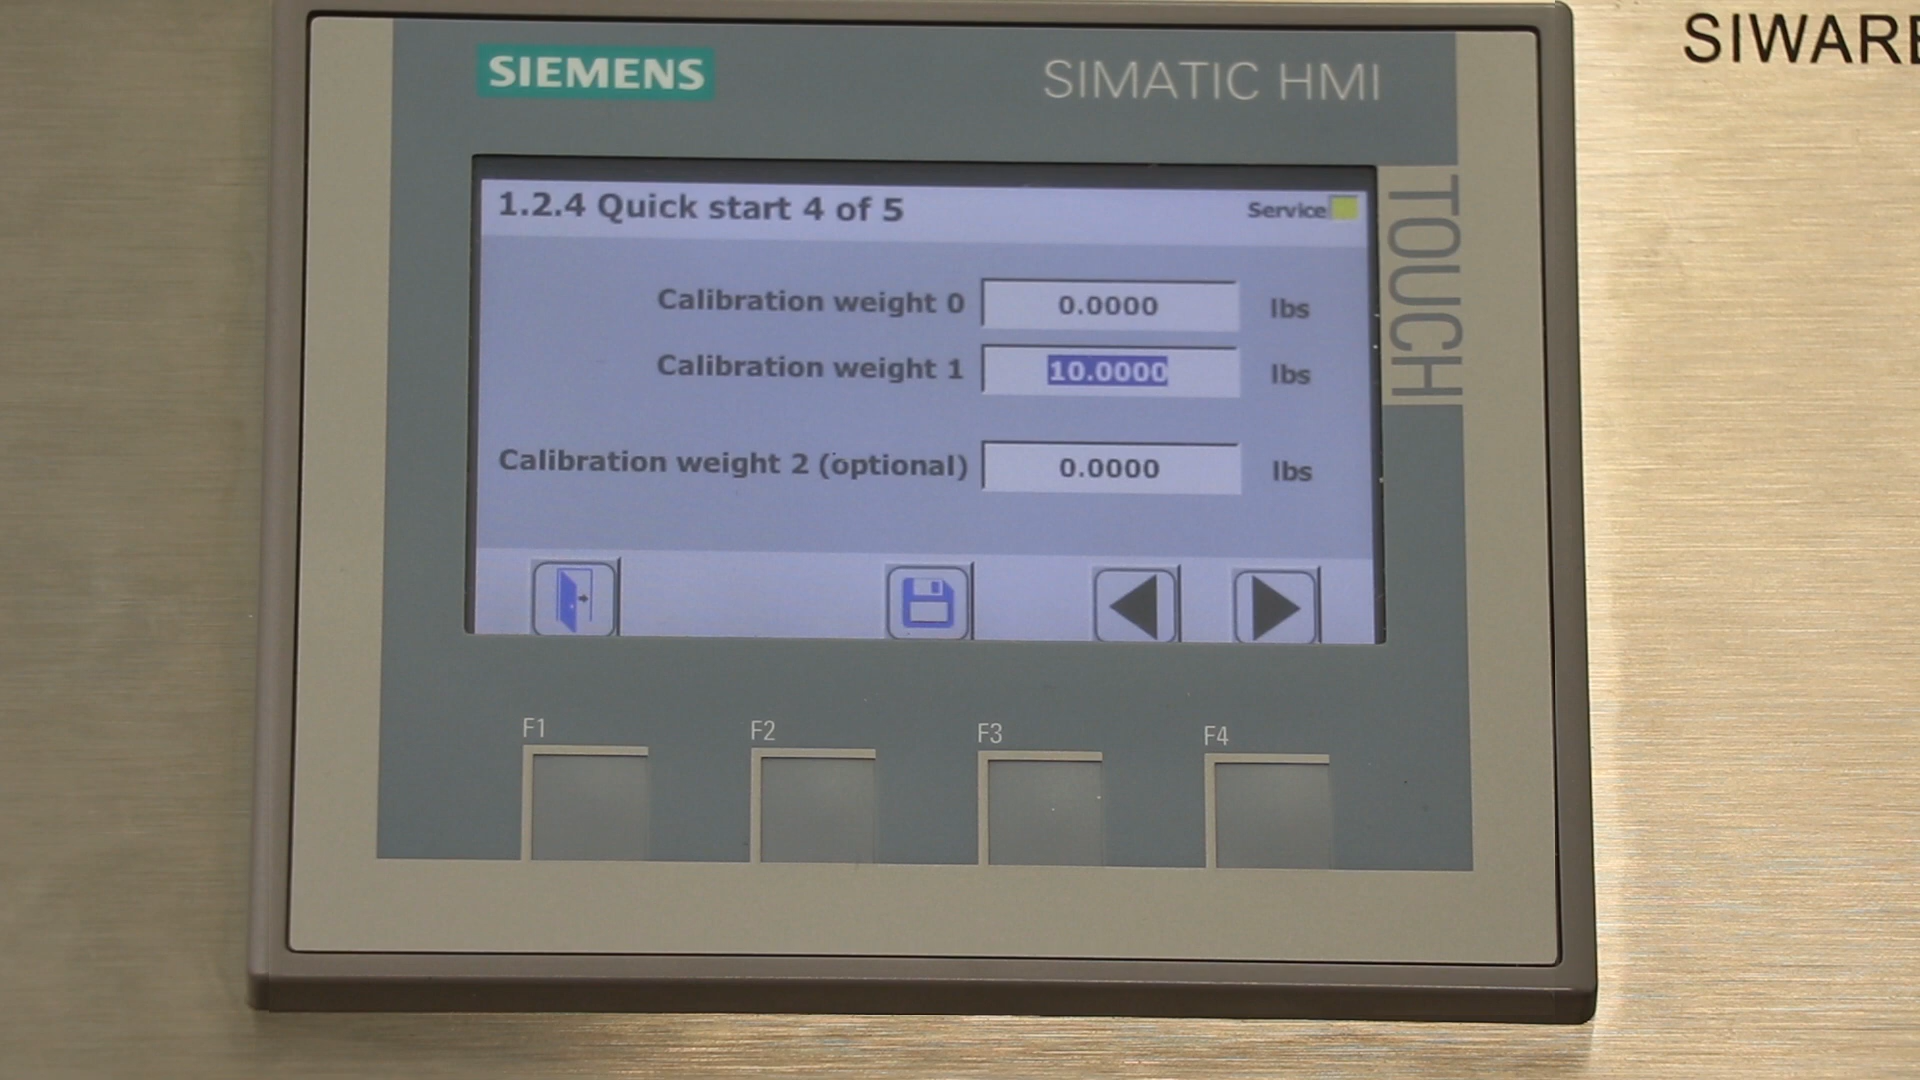 SIEMENS
SIMATIC HMI
TOUCH
1.2.4 Quick start 4 of 5
Service
Calibration weight 0 0.0000 lbs
Calibration weight 1 10.0000 lbs
Calibration weight 2 (optional) 0.0000 lbs
F1 F2 F3 F4
SIWARE